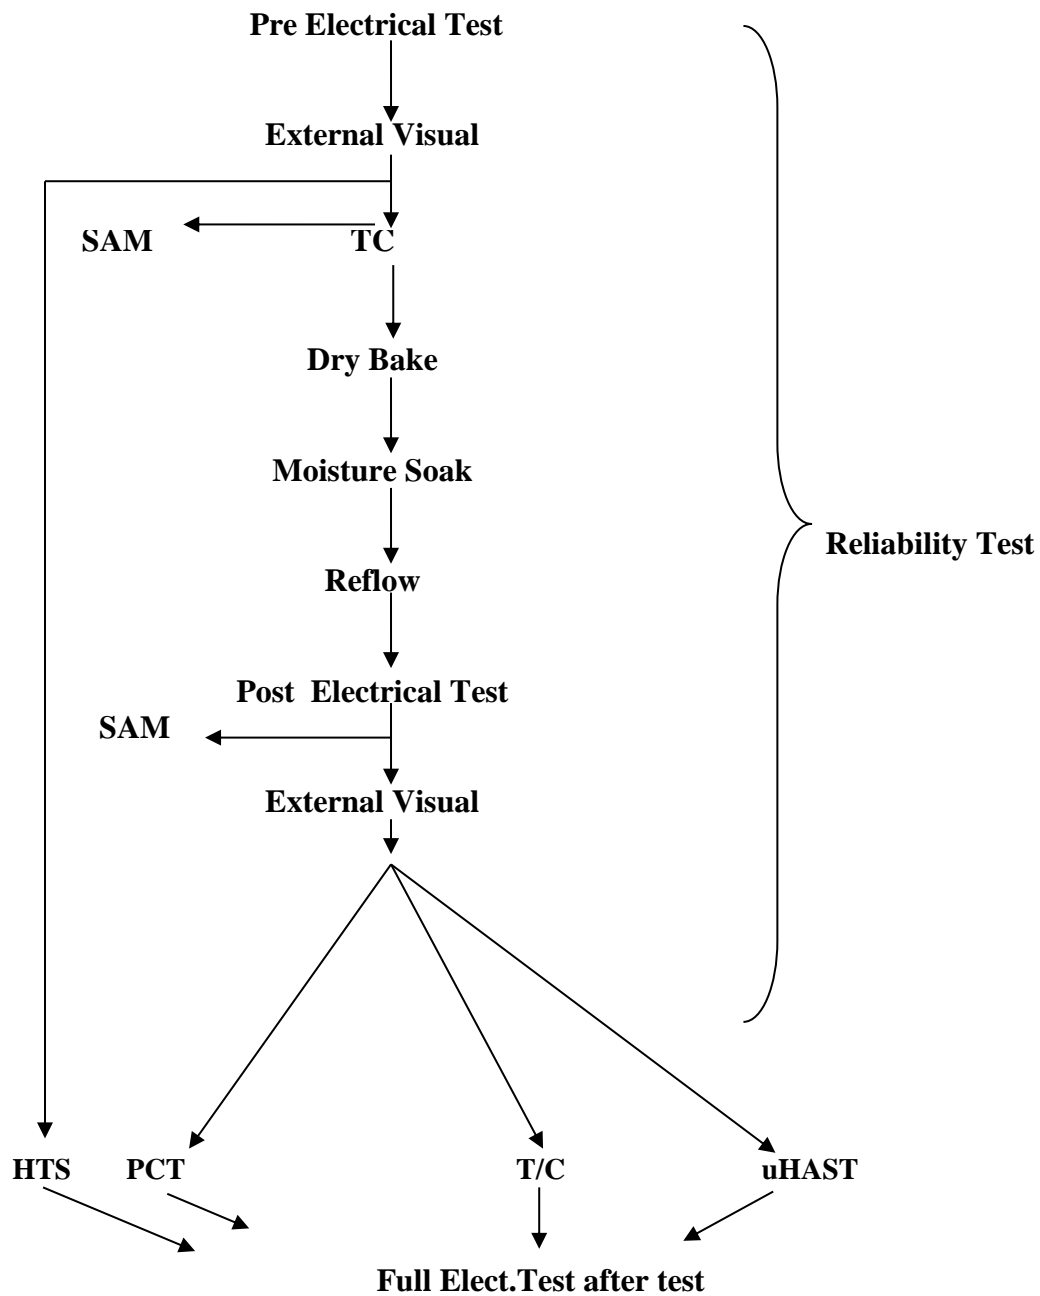 Pre Electrical Test
External Visual
SAM
TC
Dry Bake
Moisture Soak
Reflow
Reliability Test
Post  Electrical Test
SAM
External Visual
HTS
PCT
T/C
uHAST
Full Elect.Test after test